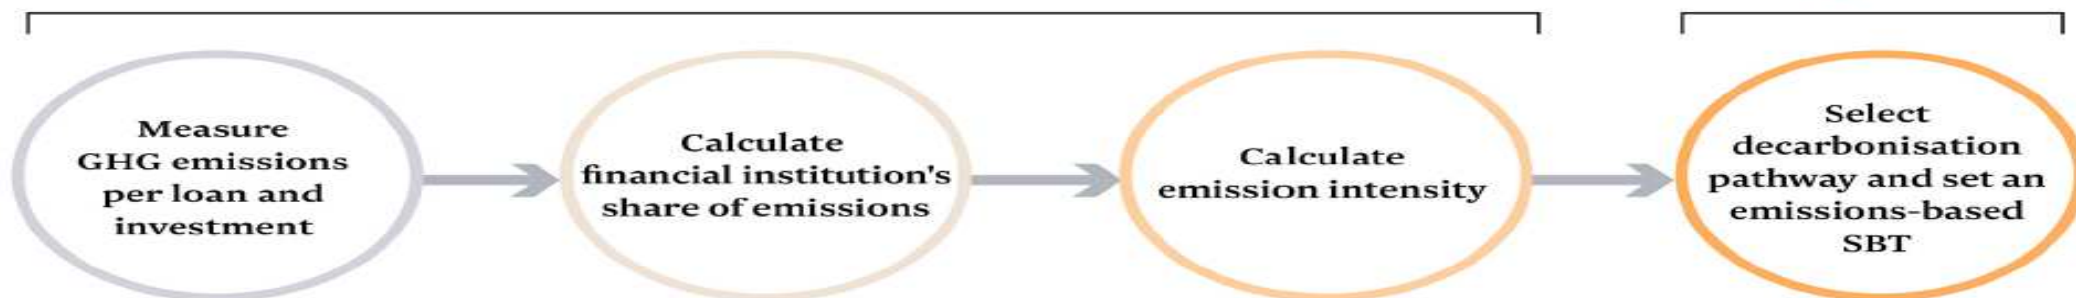 Measure
GHG emissions
per loan and
investment
Calculate
financial institution's
share of emissions
Calculate
emission intensity
Select
decarbonisation
pathway and set an
emissions-based
SBT